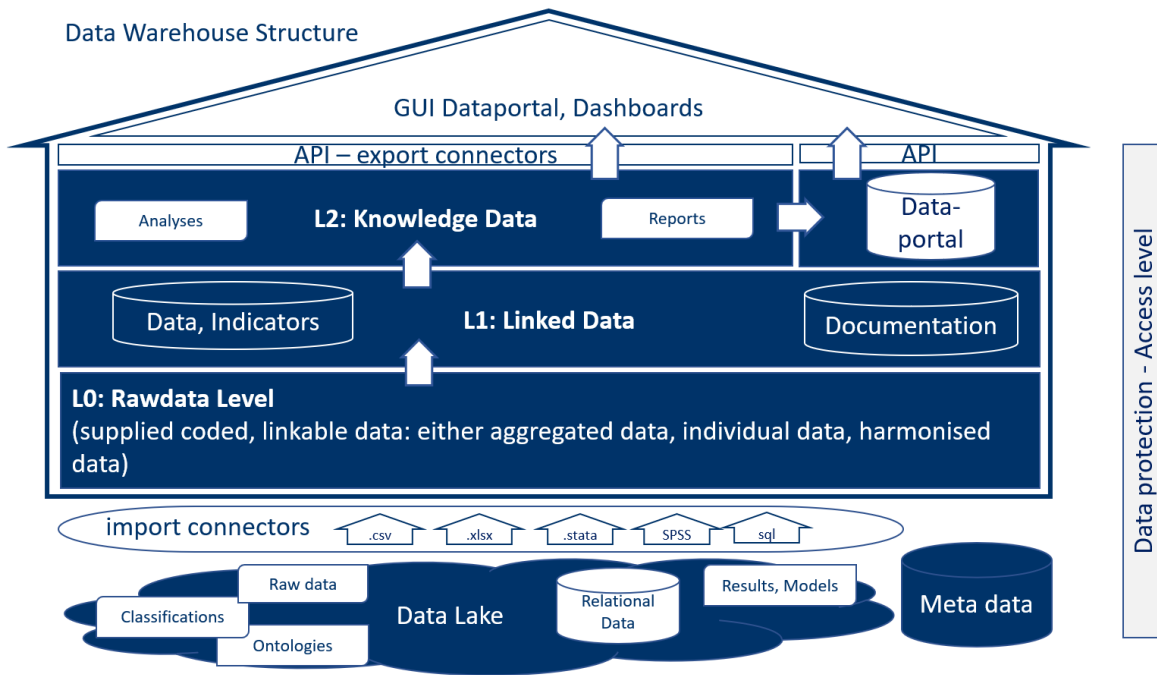 Data Warehouse Structure
GUI Dataportal, Dashboards
API – export connectors
API
Analyses
L2: Knowledge Data
Reports
Data-
portal
Data, Indicators
L1: Linked Data
Documentation
L0: Rawdata Level
(supplied coded, linkable data: either aggregated data, individual data, harmonised
data)
import connectors
.csv
.xlsx
.stata
SPSS
sql
Raw data
Classifications
Ontologies
Data Lake
Relational
Data
Results, Models
Meta data
Data protection - Access level